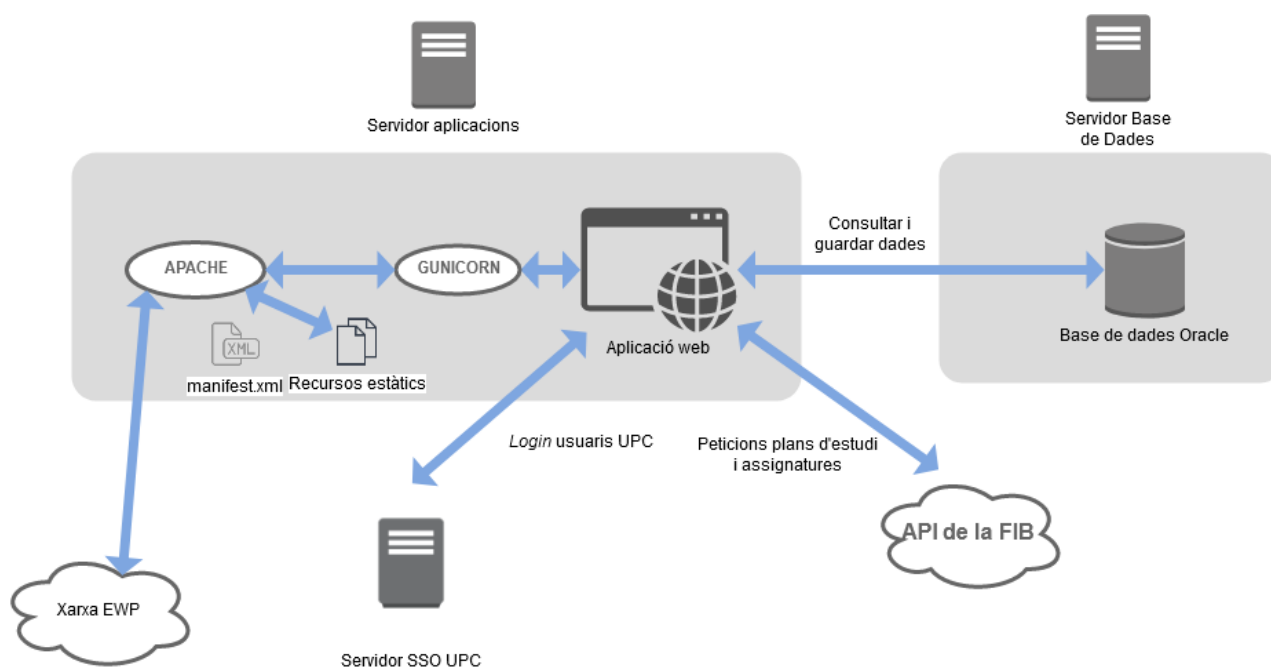 Servidor aplicacions
Servidor Base
de Dades
Consultar i
guardar dades
APACHE
GUNICORN
XML
manifest.xml
Recursos estàtics
Aplicació web
Base de dades Oracle
Login usuaris UPC
Peticions plans d'estudi
i assignatures
API de la FIB
Xarxa EWP
Servidor SSO UPC